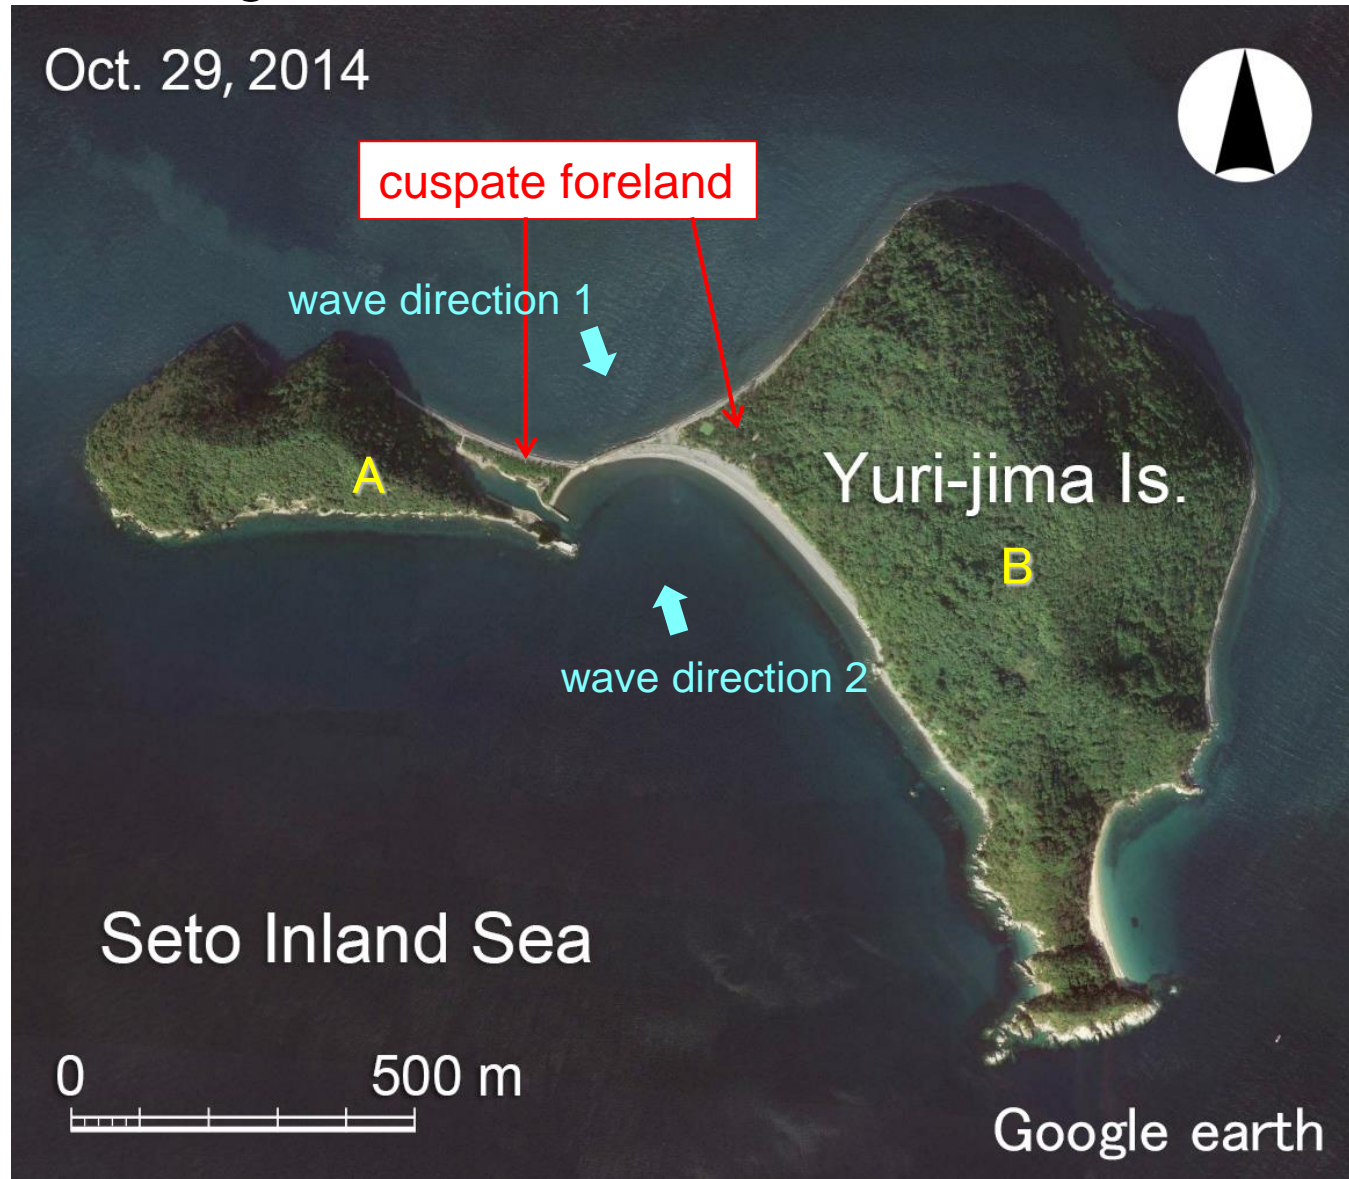 Oct. 29, 2014
cuspate foreland
wave direction 1
A
Yuri-jima Is.
B
wave direction 2
Seto Inland Sea
0 500 m
Google earth